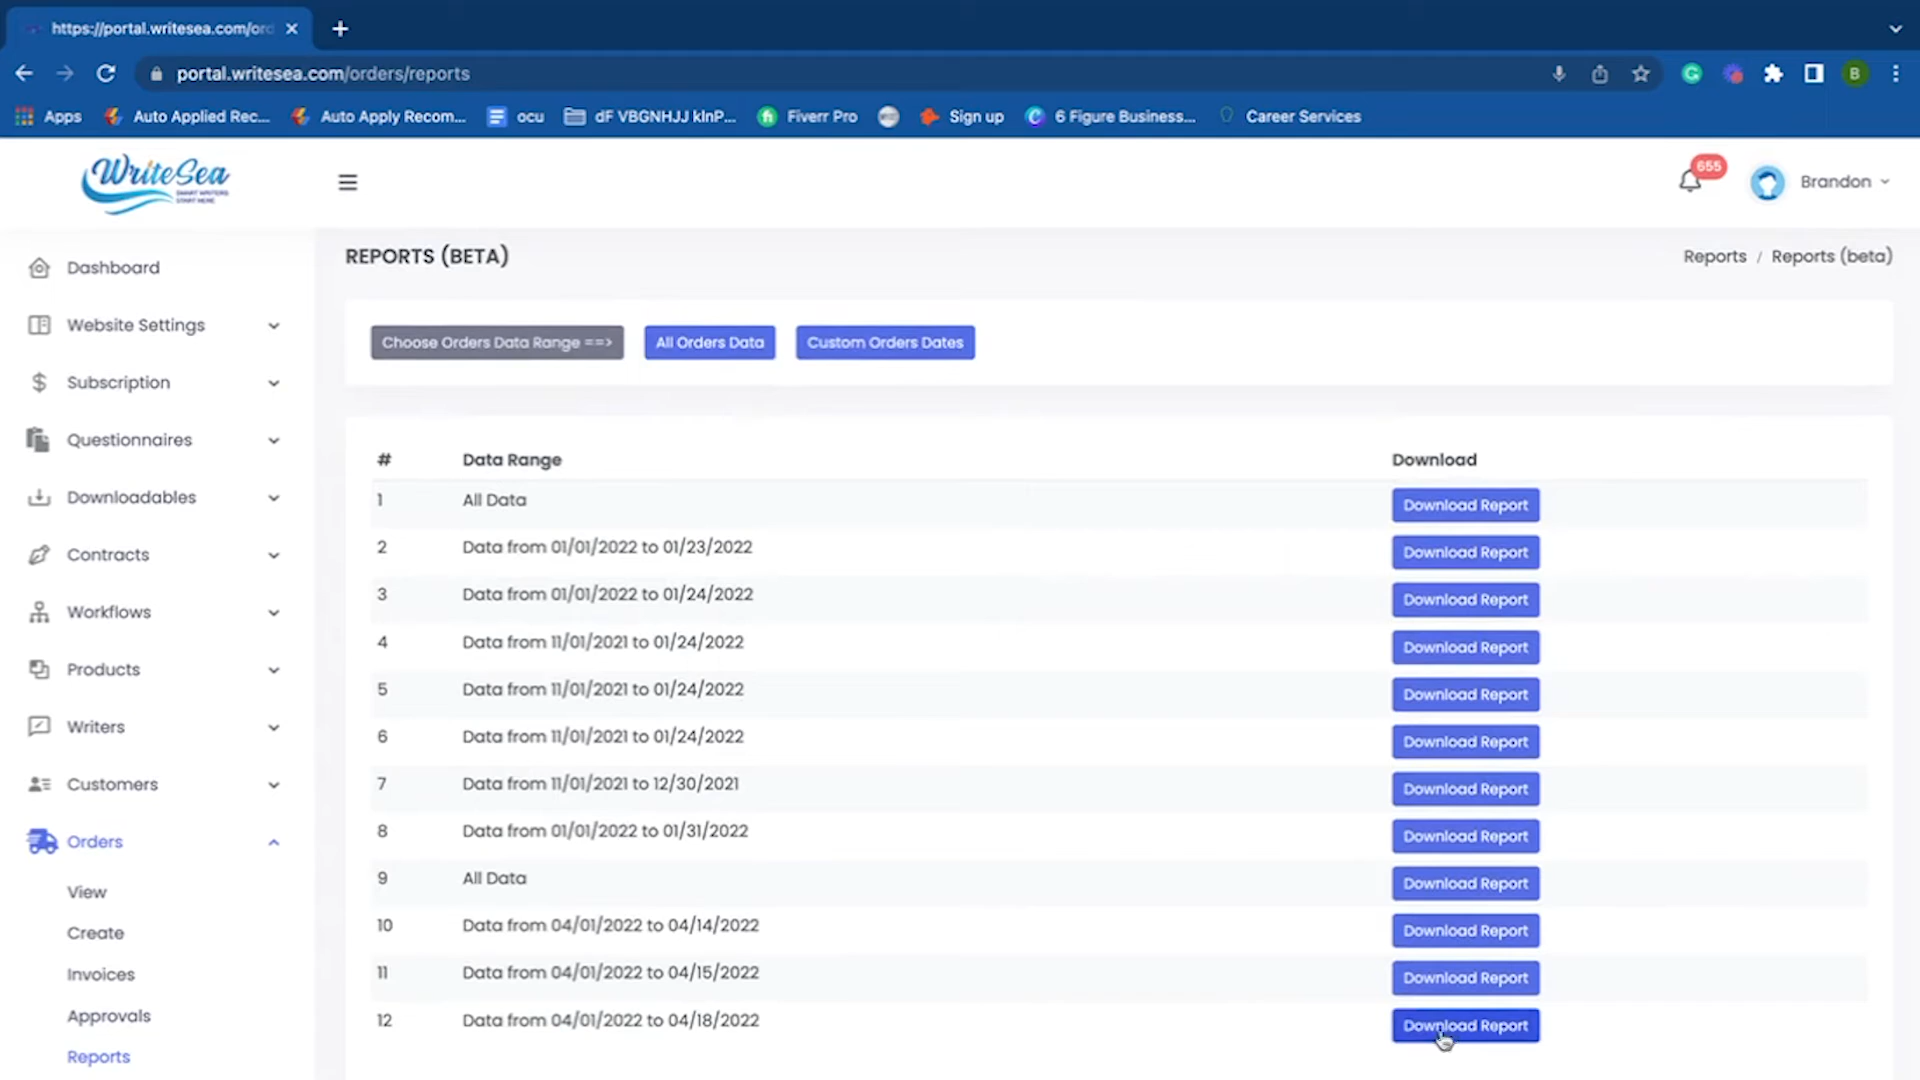 https://portal.writesea.com/ord
portal.writesea.com/orders/reports
B
Apps
Auto Applied Rec...
Auto Apply Recom...
ocu
dF VBGNHJJ kInP...
Fiverr Pro
Sign up
6 Figure Business...
Career Services
WriteSea
SMART WRITERS
START HERE
655
Brandon
Dashboard
Website Settings
Subscription
Questionnaires
Downloadables
Contracts
Workflows
Products
Writers
Customers
Orders
View
Create
Invoices
Approvals
Reports
REPORTS (BETA)
Reports / Reports (beta)
Choose Orders Data Range ==>
All Orders Data
Custom Orders Dates
# Data Range Download
1 All Data Download Report
2 Data from 01/01/2022 to 01/23/2022 Download Report
3 Data from 01/01/2022 to 01/24/2022 Download Report
4 Data from 11/01/2021 to 01/24/2022 Download Report
5 Data from 11/01/2021 to 01/24/2022 Download Report
6 Data from 11/01/2021 to 01/24/2022 Download Report
7 Data from 11/01/2021 to 12/30/2021 Download Report
8 Data from 01/01/2022 to 01/31/2022 Download Report
9 All Data Download Report
10 Data from 04/01/2022 to 04/14/2022 Download Report
11 Data from 04/01/2022 to 04/15/2022 Download Report
12 Data from 04/01/2022 to 04/18/2022 Download Report